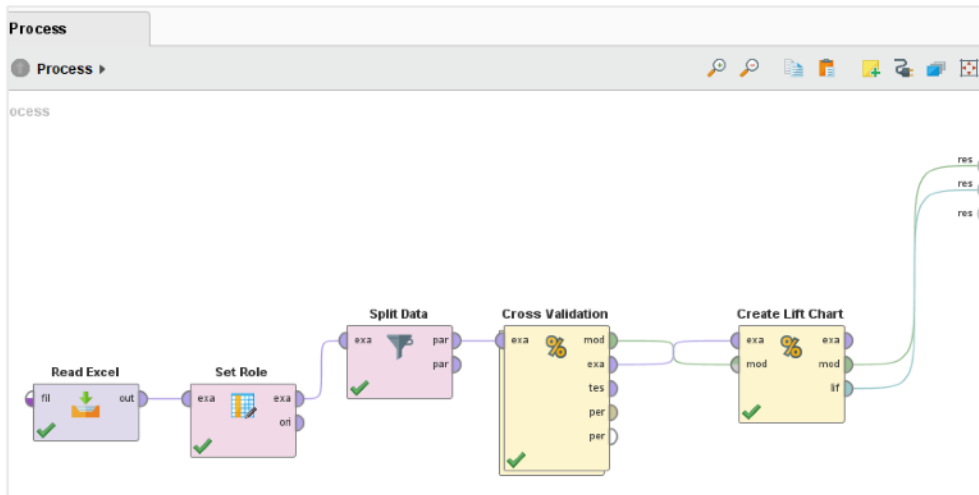 Process
Process
ocess
res
res
res
Split Data
exa par
par
Cross Validation
exa mod
exa
tes
per
per
Create Lift Chart
exa exa
mod mod
lif
Read Excel
fil out
Set Role
exa exa
ori